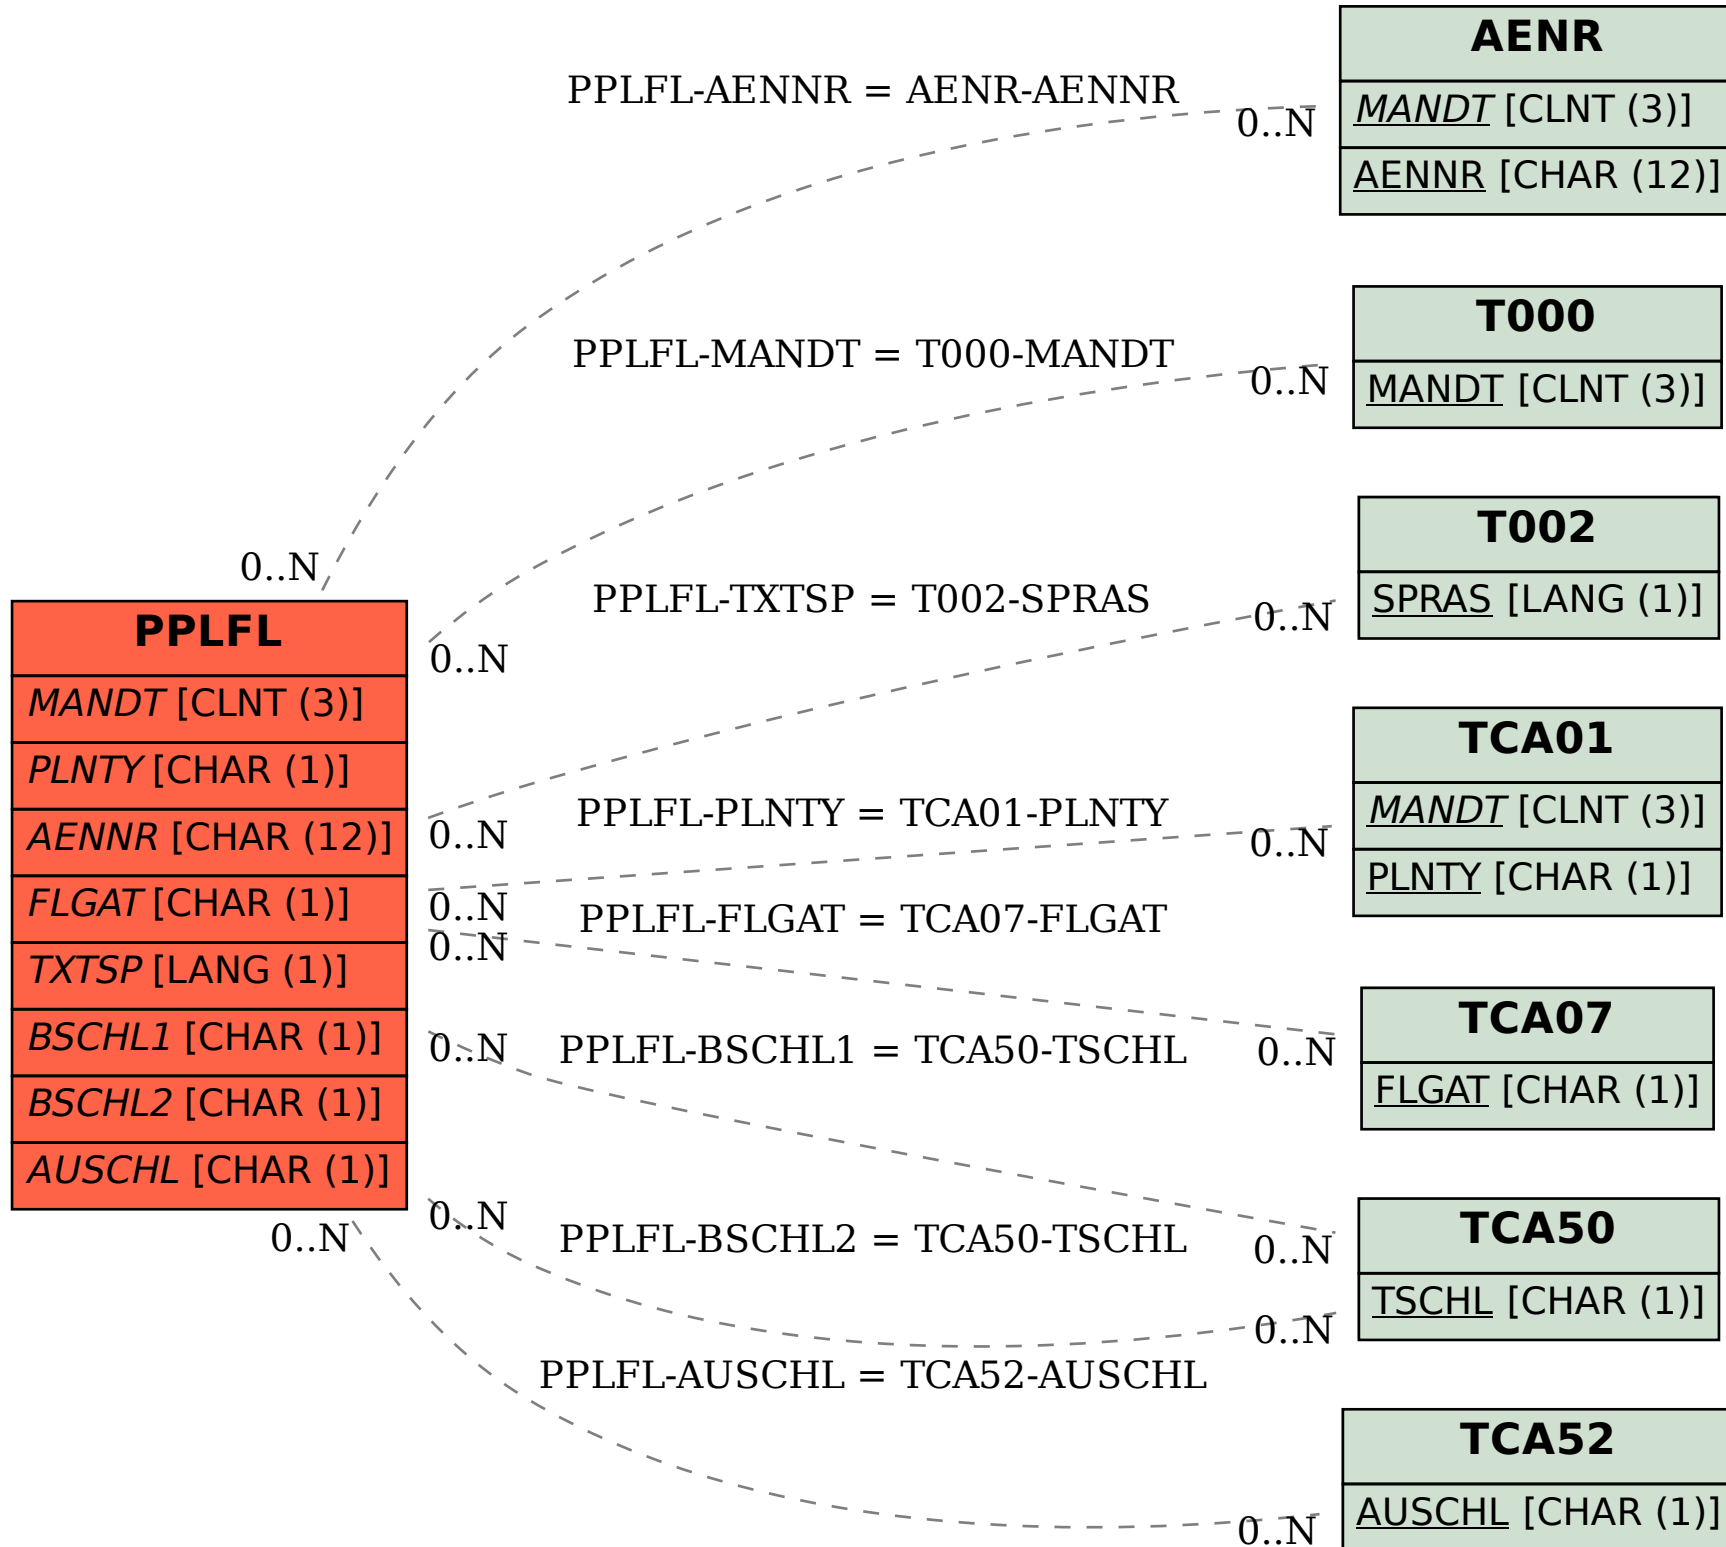 AENR
MANDT [CLNT (3)]
AENNR [CHAR (12)]
PPLFL-AENNR = AENR-AENNR
0..N
0..N
T000
MANDT [CLNT (3)]
PPLFL-MANDT = T000-MANDT
0..N
0..N
T002
SPRAS [LANG (1)]
PPLFL-TXTSP = T002-SPRAS
0..N
0..N
PPLFL
MANDT [CLNT (3)]
PLNTY [CHAR (1)]
AENNR [CHAR (12)]
FLGAT [CHAR (1)]
TXTSP [LANG (1)]
BSCHL1 [CHAR (1)]
BSCHL2 [CHAR (1)]
AUSCHL [CHAR (1)]
TCA01
MANDT [CLNT (3)]
PLNTY [CHAR (1)]
PPLFL-PLNTY = TCA01-PLNTY
0..N
0..N
PPLFL-FLGAT = TCA07-FLGAT
0..N
0..N
TCA07
FLGAT [CHAR (1)]
PPLFL-BSCHL1 = TCA50-TSCHL
0..N
0..N
TCA50
TSCHL [CHAR (1)]
PPLFL-BSCHL2 = TCA50-TSCHL
0..N
0..N
PPLFL-AUSCHL = TCA52-AUSCHL
0..N
0..N
TCA52
AUSCHL [CHAR (1)]